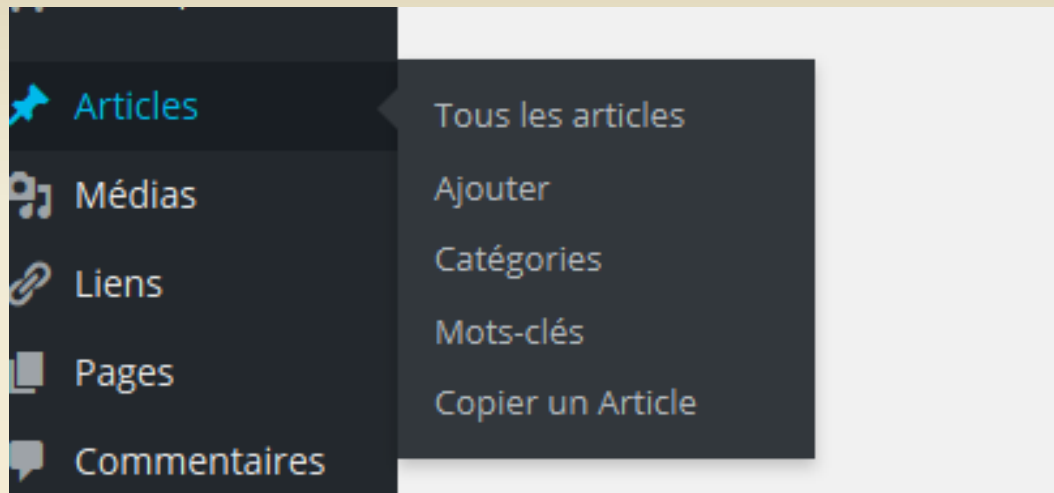 Articles
Médias
Liens
Pages
Commentaires
Tous les articles
Ajouter
Catégories
Mots-clés
Copier un Article